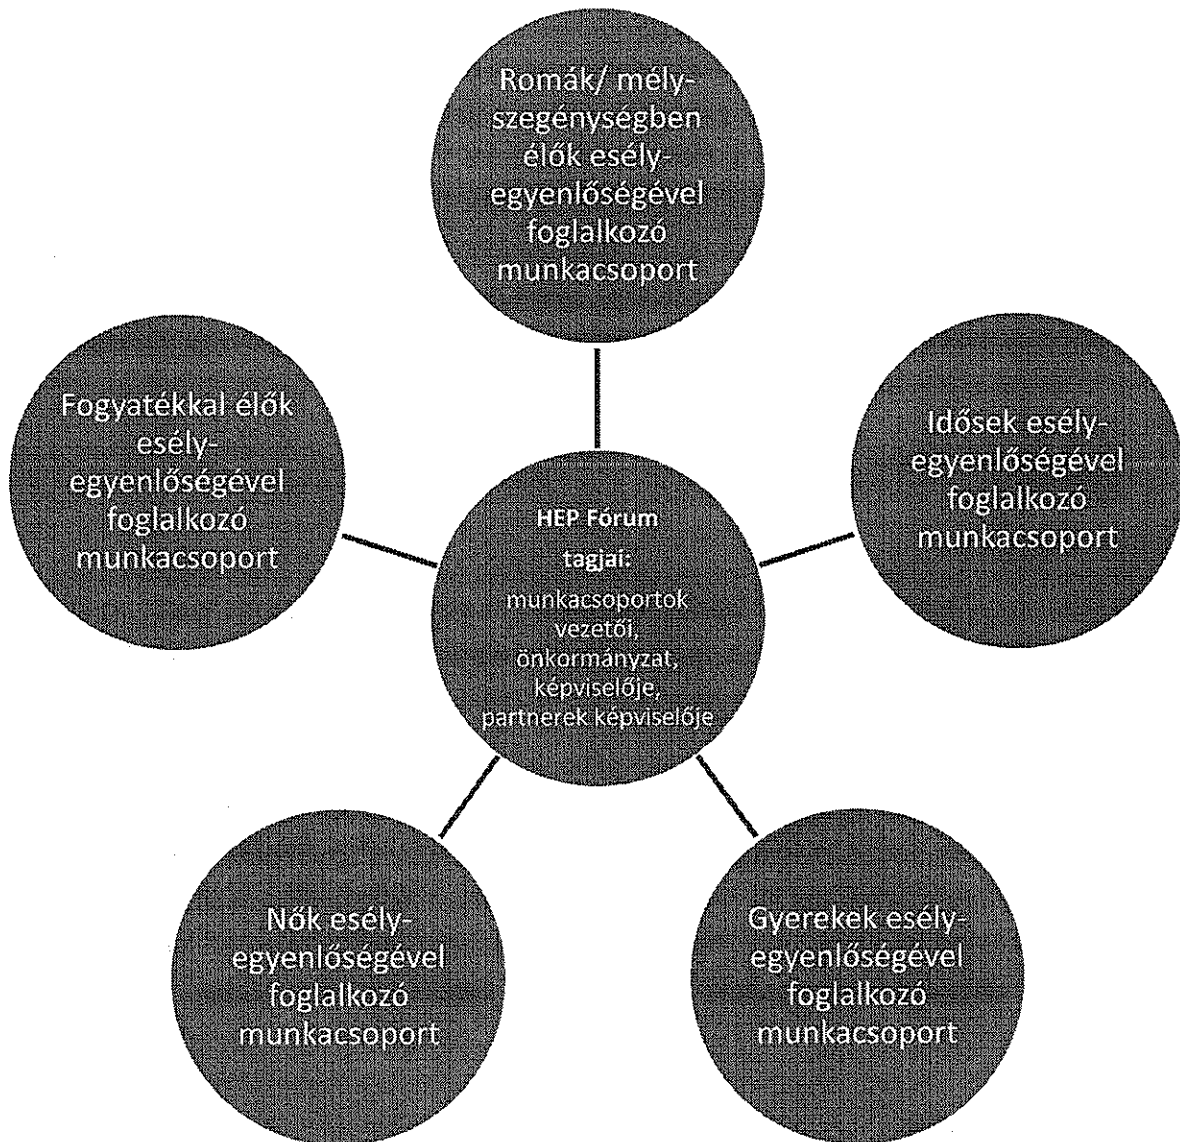 Romák/ mély-
szegénységben
élők esély-
egyenlőségével
foglalkozó
munkacsoport
Fogyatékkal élők
esély-
egyenlőségével
foglalkozó
munkacsoport
Idősek esély-
egyenlőségével
foglalkozó
munkacsoport
HEP Fórum
tagjai:
munkacsoportok
vezetői,
önkormányzat,
képviselője,
partnerek képviselője
Nők esély-
egyenlőségével
foglalkozó
munkacsoport
Gyerekek esély-
egyenlőségével
foglalkozó
munkacsoport